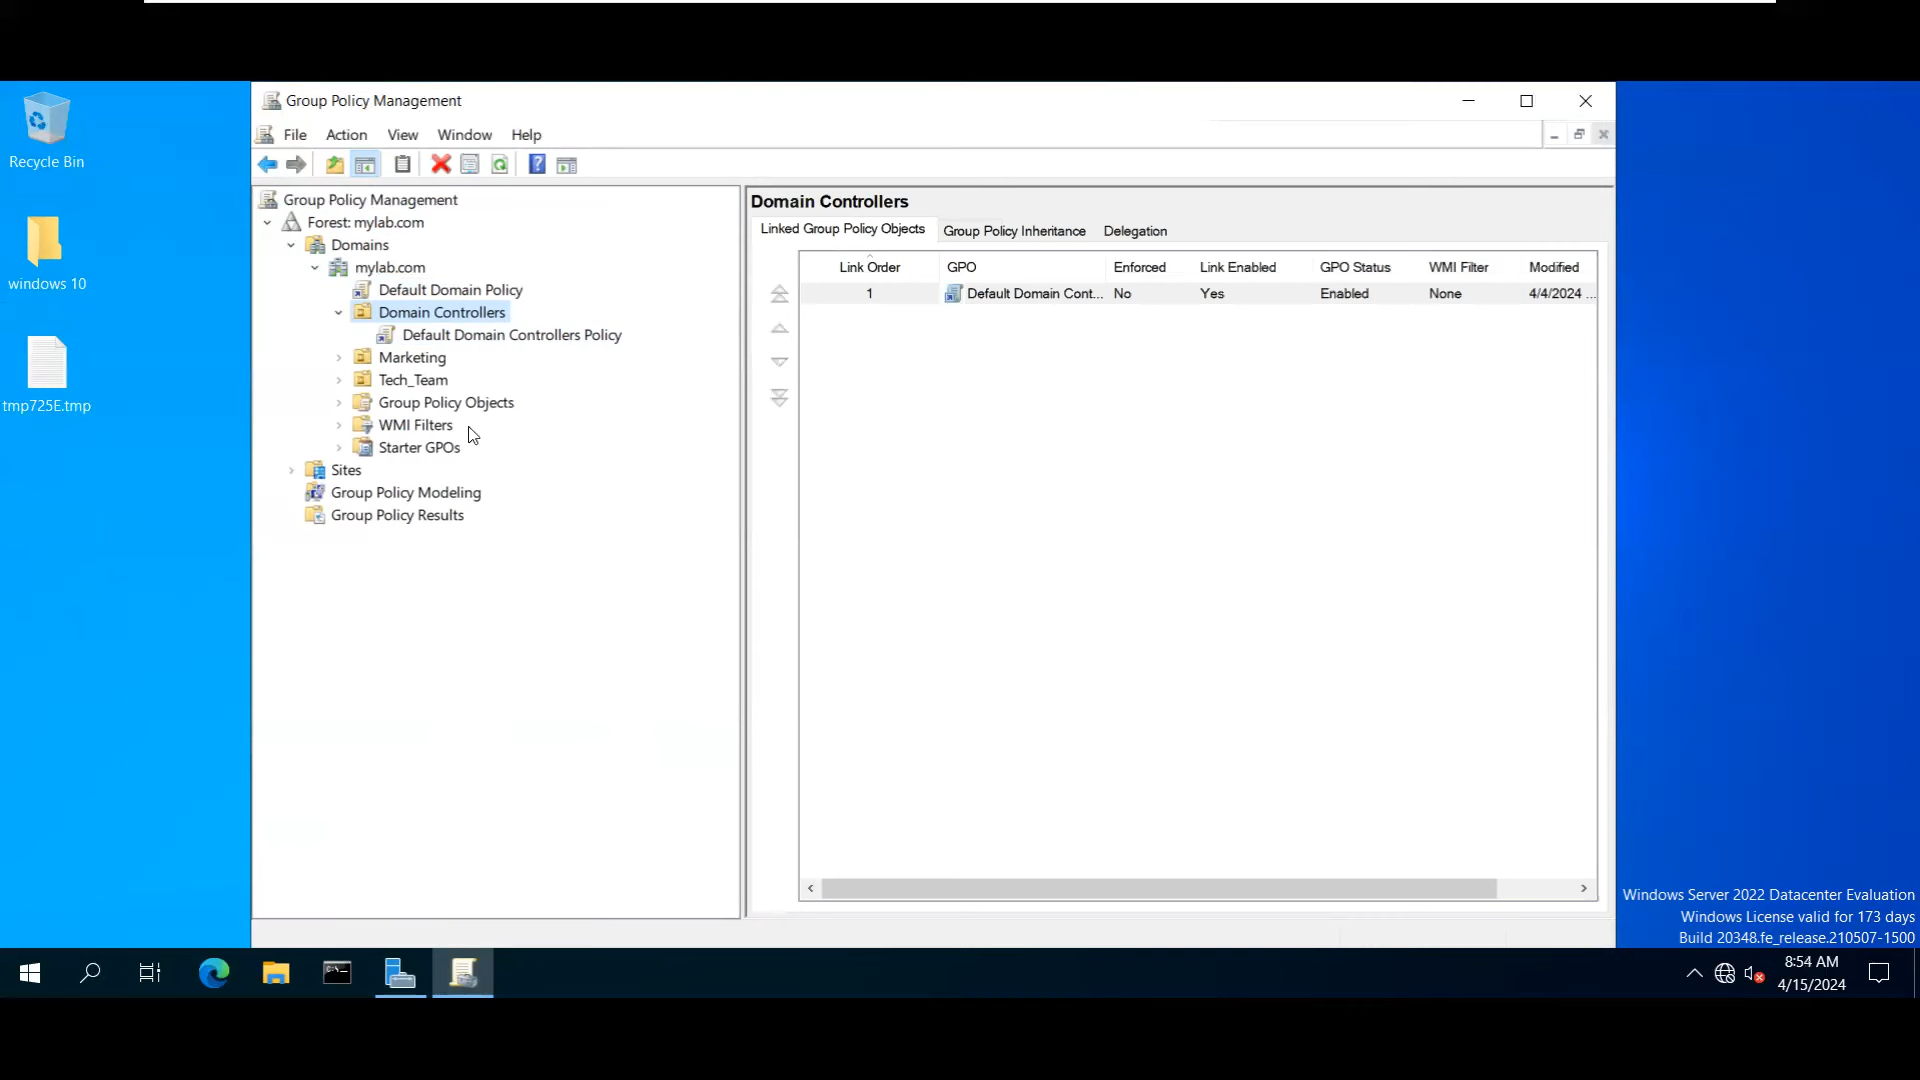 Recycle Bin
windows 10
tmp725E.tmp
Group Policy Management
File Action View Window Help
Group Policy Management
Forest: mylab.com
Domains
mylab.com
Default Domain Policy
Domain Controllers
Default Domain Controllers Policy
Marketing
Tech_Team
Group Policy Objects
WMI Filters
Starter GPOs
Sites
Group Policy Modeling
Group Policy Results
Domain Controllers
Linked Group Policy Objects Group Policy Inheritance Delegation
Link Order GPO Enforced Link Enabled GPO Status WMI Filter Modified
1 Default Domain Cont... No Yes Enabled None 4/4/2024 ...
Windows Server 2022 Datacenter Evaluation
Windows License valid for 173 days
Build 20348.fe_release.210507-1500
8:54 AM
4/15/2024